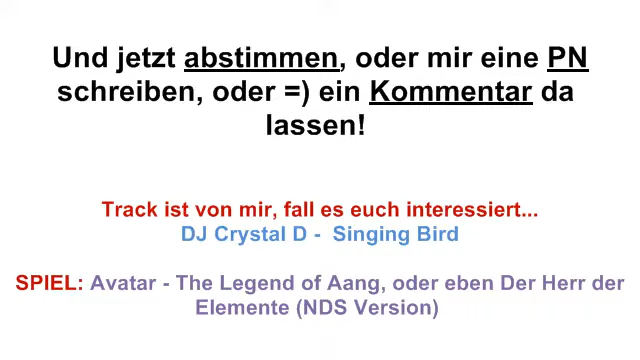 Und jetzt abstimmen, oder mir eine PN
schreiben, oder =) ein Kommentar da
lassen!
Track ist von mir, fall es euch interessiert...
DJ Crystal D - Singing Bird
SPIEL: Avatar - The Legend of Aang, oder eben Der Herr der
Elemente (NDS Version)